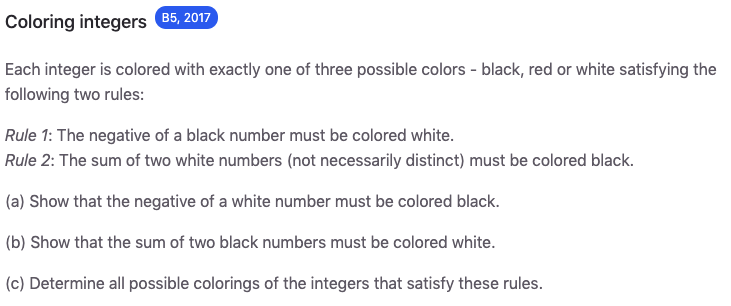 Coloring integers B5, 2017
Each integer is colored with exactly one of three possible colors - black, red or white satisfying the
following two rules:
Rule 1: The negative of a black number must be colored white.
Rule 2: The sum of two white numbers (not necessarily distinct) must be colored black.
(a) Show that the negative of a white number must be colored black.
(b) Show that the sum of two black numbers must be colored white.
(c) Determine all possible colorings of the integers that satisfy these rules.